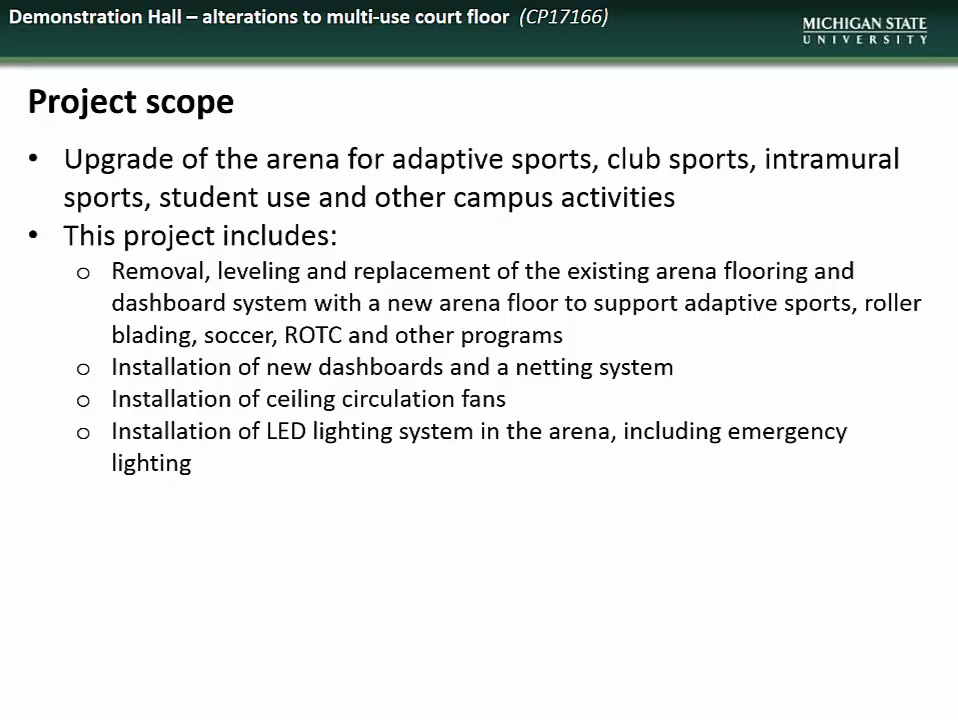 Demonstration Hall – alterations to multi-use court floor (CP17166)
MICHIGAN STATE
UNIVERSITY
Project scope
• Upgrade of the arena for adaptive sports, club sports, intramural
sports, student use and other campus activities
• This project includes:
o Removal, leveling and replacement of the existing arena flooring and
dashboard system with a new arena floor to support adaptive sports, roller
blading, soccer, ROTC and other programs
o Installation of new dashboards and a netting system
o Installation of ceiling circulation fans
o Installation of LED lighting system in the arena, including emergency
lighting